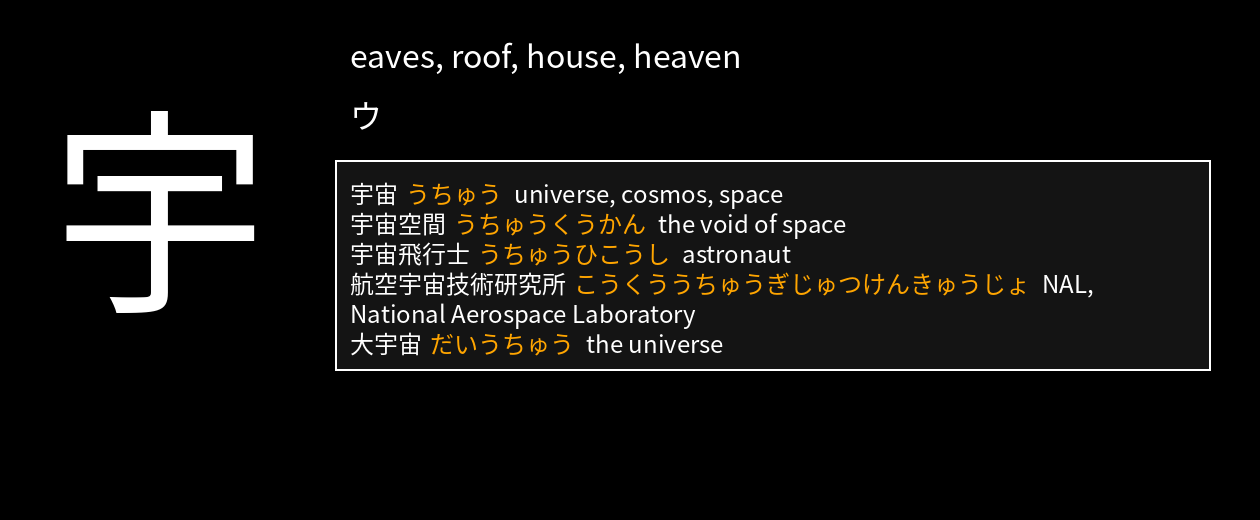 宇
eaves, roof, house, heaven
ウ
宇宙 うちゅう universe, cosmos, space
宇宙空間 うちゅうくうかん the void of space
宇宙飛行士 うちゅうひこうし astronaut
航空宇宙技術研究所 こうくううちゅうぎじゅつけんきゅうじょ NAL,
National Aerospace Laboratory
大宇宙 だいうちゅう the universe